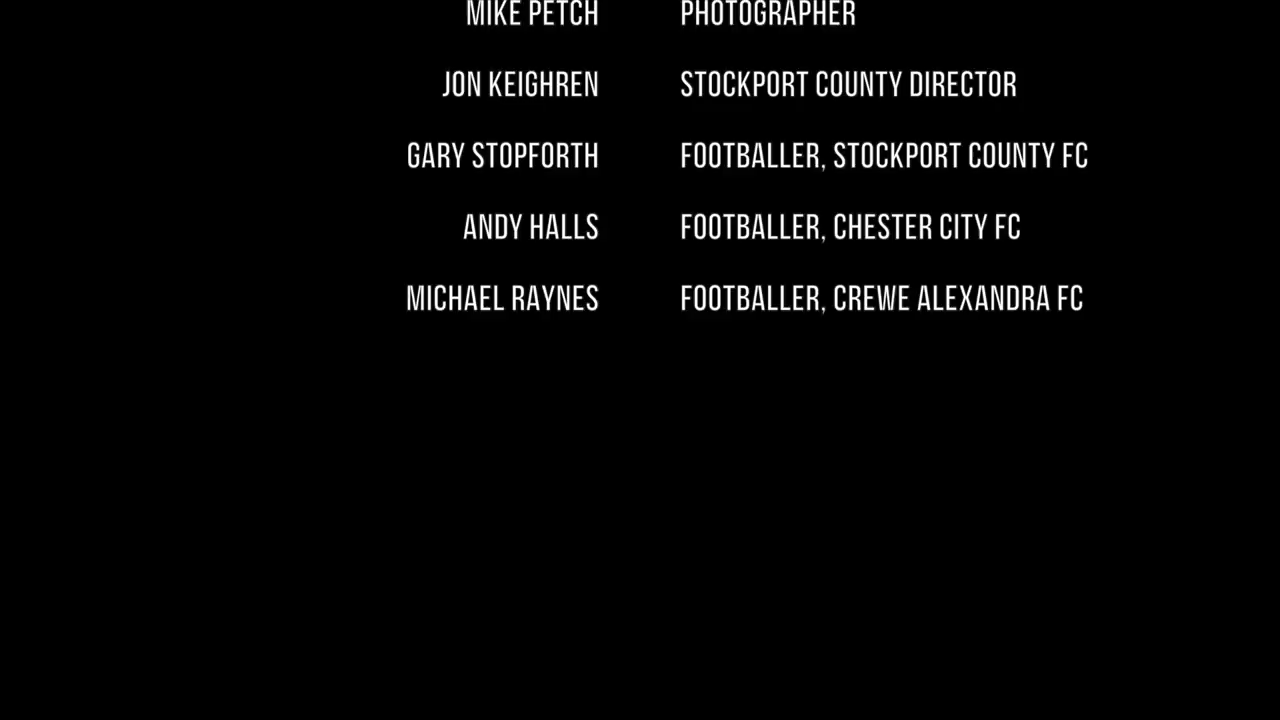 MIKE PETCH PHOTOGRAPHER
JON KEIGHREN STOCKPORT COUNTY DIRECTOR
GARY STOPFORTH FOOTBALLER, STOCKPORT COUNTY FC
ANDY HALLS FOOTBALLER, CHESTER CITY FC
MICHAEL RAYNES FOOTBALLER, CREWE ALEXANDRA FC